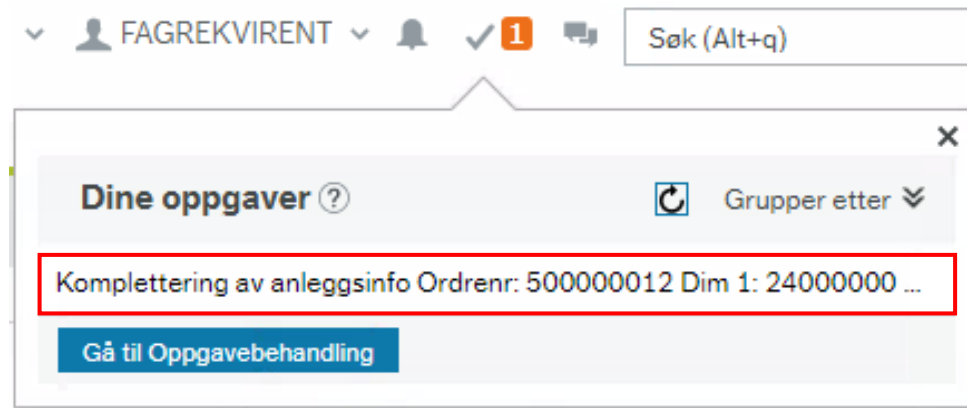 FAGREKVIRENT 1 Søk (Alt+q)
Dine oppgaver ? Grupper etter
Komplettering av anleggsinfo Ordrenr: 500000012 Dim 1: 24000000 ...
Gå til Oppgavebehandling